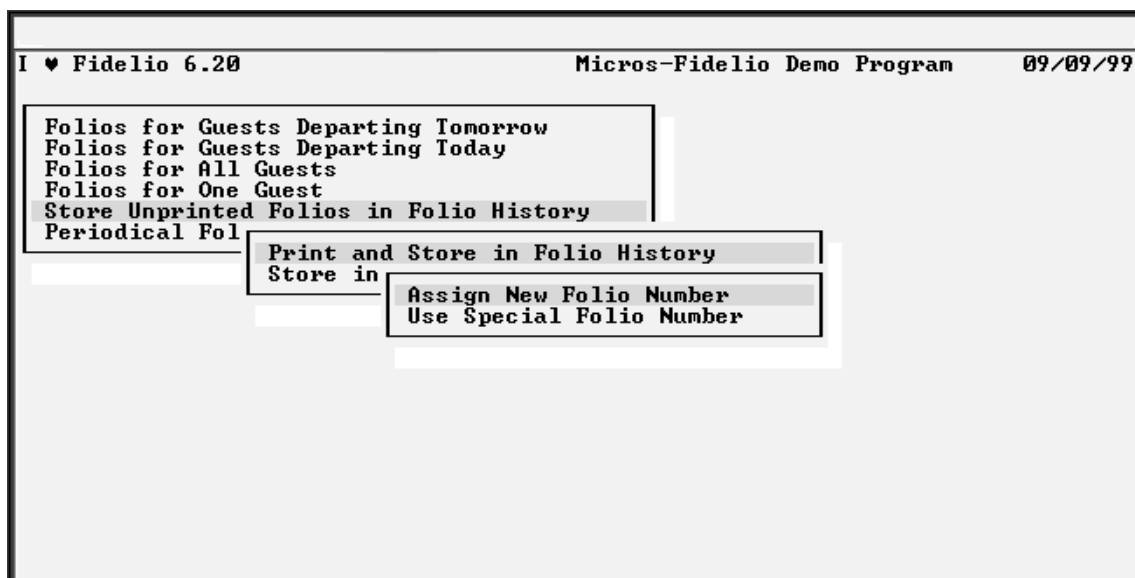 I ♥ Fidelio 6.20 Micros-Fidelio Demo Program 09/09/99
Folios for Guests Departing Tomorrow
Folios for Guests Departing Today
Folios for All Guests
Folios for One Guest
Store Unprinted Folios in Folio History
Periodical Fol
Print and Store in Folio History
Store in
Assign New Folio Number
Use Special Folio Number